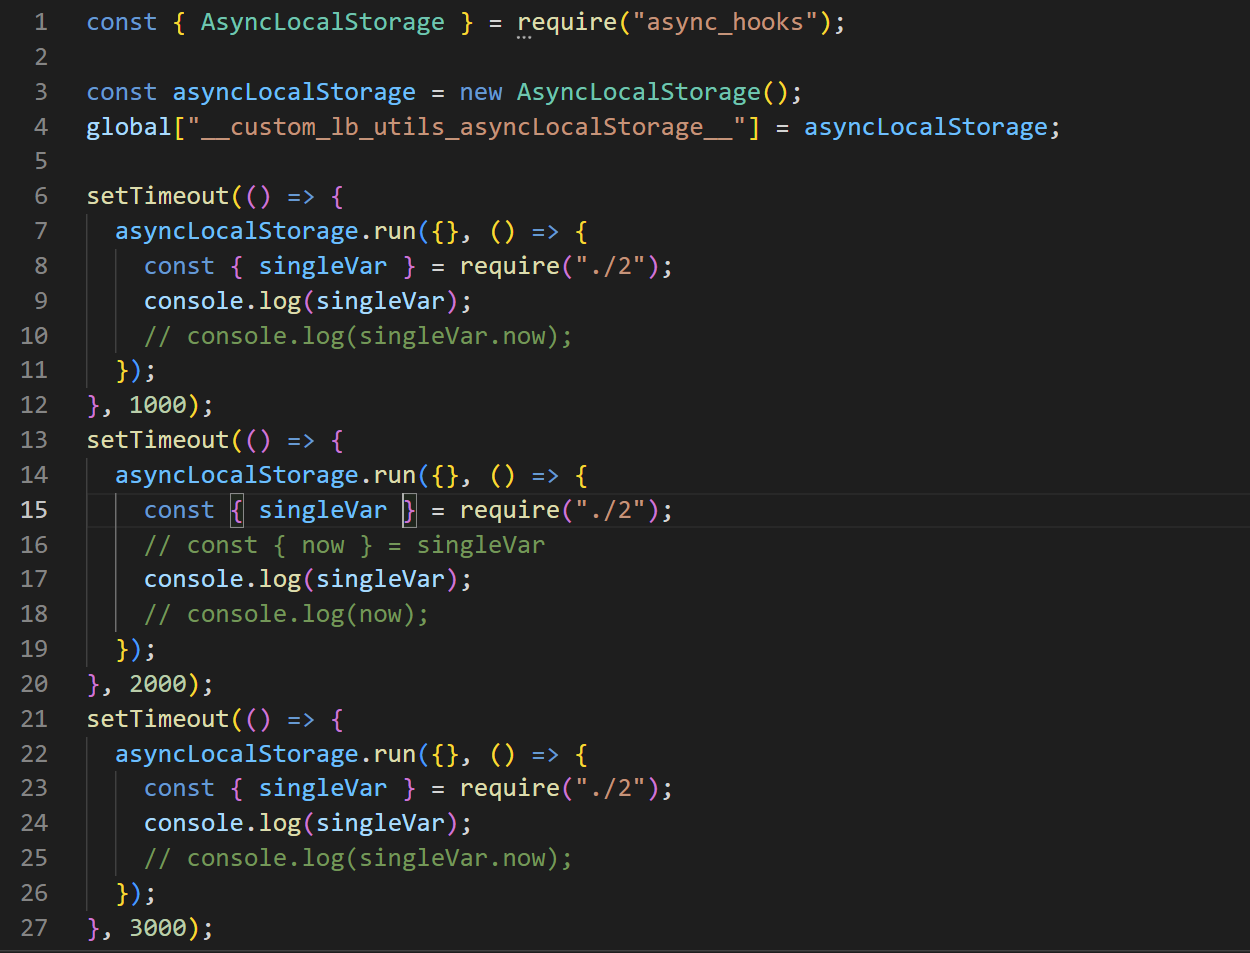 1 const { AsyncLocalStorage } = require("async_hooks");
2
3 const asyncLocalStorage = new AsyncLocalStorage();
4 global["__custom_lb_utils_asyncLocalStorage__"] = asyncLocalStorage;
5
6 setTimeout(() => {
7   asyncLocalStorage.run({}, () => {
8     const { singleVar } = require("./2");
9     console.log(singleVar);
10     // console.log(singleVar.now);
11   });
12 }, 1000);
13 setTimeout(() => {
14   asyncLocalStorage.run({}, () => {
15     const { singleVar } = require("./2");
16     // const { now } = singleVar
17     console.log(singleVar);
18     // console.log(now);
19   });
20 }, 2000);
21 setTimeout(() => {
22   asyncLocalStorage.run({}, () => {
23     const { singleVar } = require("./2");
24     console.log(singleVar);
25     // console.log(singleVar.now);
26   });
27 }, 3000);